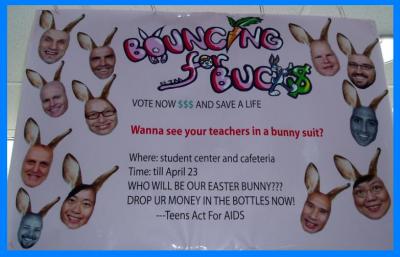 BOUNCING
for
BUCKS
VOTE NOW $$$ AND SAVE A LIFE
Wanna see your teachers in a bunny suit?
Where: student center and cafeteria
Time: till April 23
WHO WILL BE OUR EASTER BUNNY???
DROP UR MONEY IN THE BOTTLES NOW!
---Teens Act For AIDS